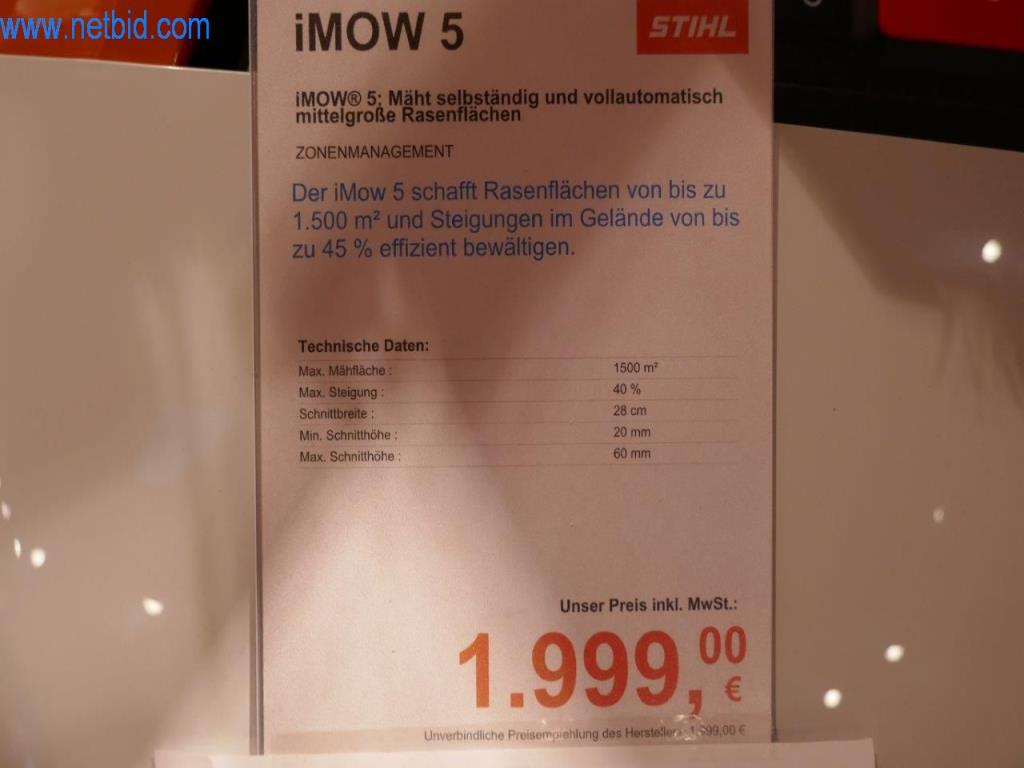 www.netbid.com
iMOW 5
STIHL
iMOW® 5: Mäht selbständig und vollautomatisch
mittelgroße Rasenflächen
ZONENMANAGEMENT
Der iMow 5 schafft Rasenflächen von bis zu
1.500 m² und Steigungen im Gelände von bis
zu 45 % effizient bewältigen.
Technische Daten:
Max. Mähfläche : 1500 m²
Max. Steigung : 40 %
Schnittbreite : 28 cm
Min. Schnitthöhe : 20 mm
Max. Schnitthöhe : 60 mm
Unser Preis inkl. MwSt.:
1.999,00 €
Unverbindliche Preisempfehlung des Herstellers